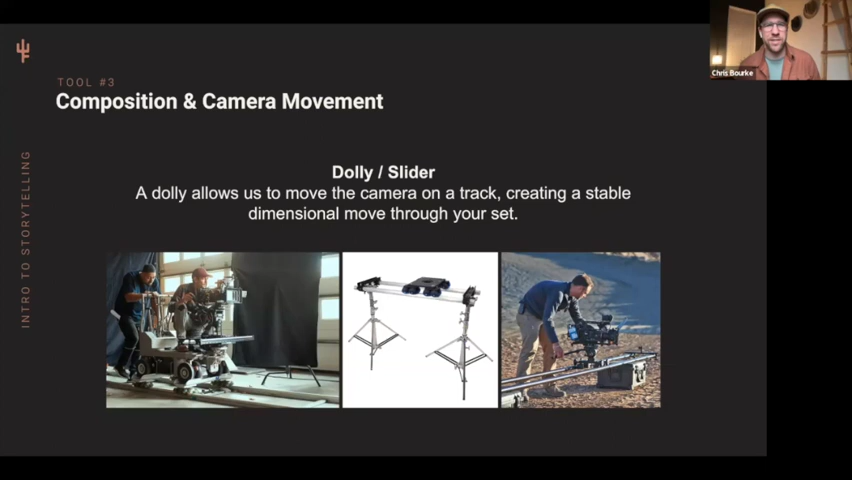 TOOL #3
Composition & Camera Movement
INTRO TO STORYTELLING
Dolly / Slider
A dolly allows us to move the camera on a track, creating a stable
dimensional move through your set.
Chris Bourke